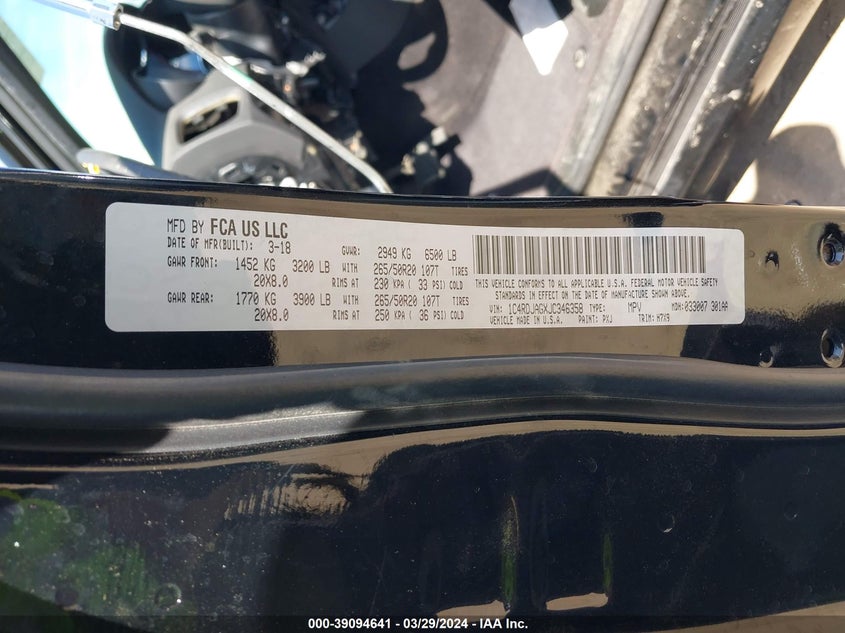 MFD BY FCA US LLC
DATE OF MFR(BUILT): 3-18 GVWR: 2949 KG 6500 LB
GAWR FRONT: 1452 KG 3200 LB WITH 265/50R20 107T TIRES
20X8.0 RIMS AT 230 KPA ( 33 PSI) COLD
GAWR REAR: 1770 KG 3900 LB WITH 265/50R20 107T TIRES
20X8.0 RIMS AT 250 KPA ( 36 PSI) COLD
THIS VEHICLE CONFORMS TO ALL APPLICABLE U.S.A. FEDERAL MOTOR VEHICLE SAFETY
STANDARDS IN EFFECT ON THE DATE OF MANUFACTURE SHOWN ABOVE.
VIN: 1C4RDJAGXJC346358 TYPE: MPV MDH: 033007 301AA
VEHICLE MADE IN U.S.A. PAINT: PXJ TRIM: H7X9
000-39094641 / 03/29/2024 - IAA Inc.